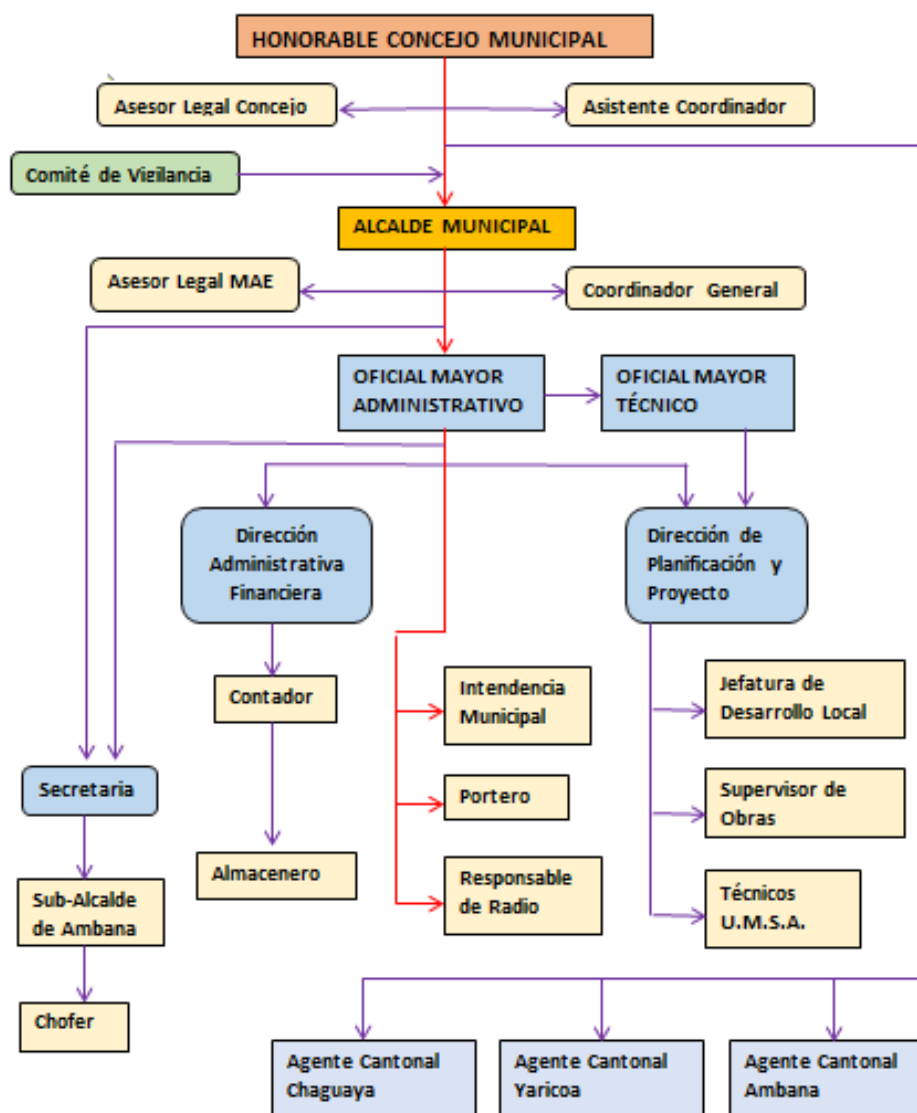 HONORABLE CONCEJO MUNICIPAL
Asesor Legal Concejo
Asistente Coordinador
Comité de Vigilancia
ALCALDE MUNICIPAL
Asesor Legal MAE
Coordinador General
OFICIAL MAYOR
ADMINISTRATIVO
OFICIAL MAYOR
TÉCNICO
Dirección
Administrativa
Financiera
Dirección de
Planificación y
Proyecto
Contador
Intendencia
Municipal
Jefatura de
Desarrollo Local
Secretaria
Portero
Supervisor de
Obras
Almacenero
Responsable
de Radio
Técnicos
U.M.S.A.
Sub-Alcalde
de Ambana
Chofer
Agente Cantonal
Chaguaya
Agente Cantonal
Yaricoa
Agente Cantonal
Ambana